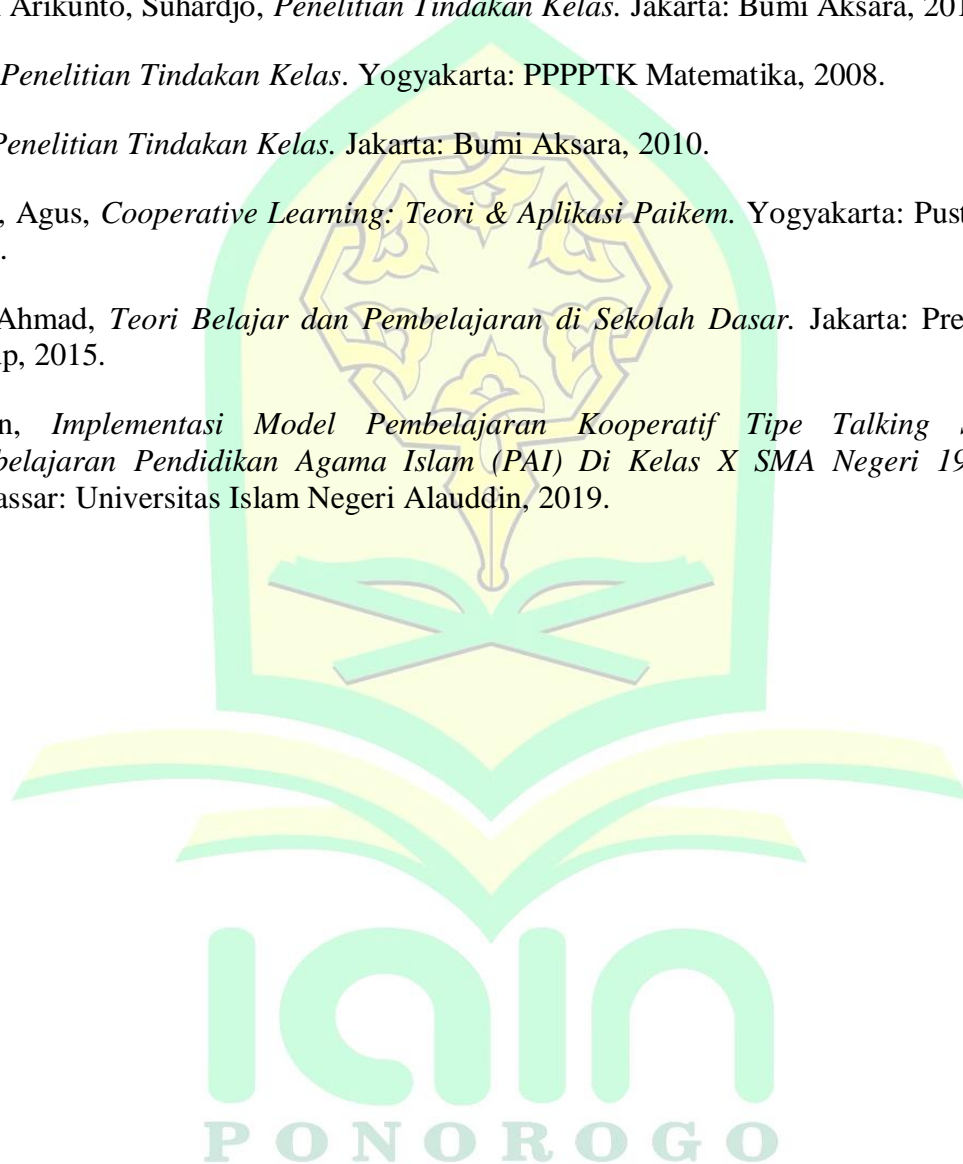 Arikunto, Suhardjo, Penelitian Tindakan Kelas. Jakarta: Bumi Aksara, 201
Penelitian Tindakan Kelas. Yogyakarta: PPPPTK Matematika, 2008.
Penelitian Tindakan Kelas. Jakarta: Bumi Aksara, 2010.
, Agus, Cooperative Learning: Teori & Aplikasi Paikem. Yogyakarta: Pust
.
Ahmad, Teori Belajar dan Pembelajaran di Sekolah Dasar. Jakarta: Pre
up, 2015.
n, Implementasi Model Pembelajaran Kooperatif Tipe Talking
belajaran Pendidikan Agama Islam (PAI) Di Kelas X SMA Negeri 19
assar: Universitas Islam Negeri Alauddin, 2019.
iain
PONOROGO